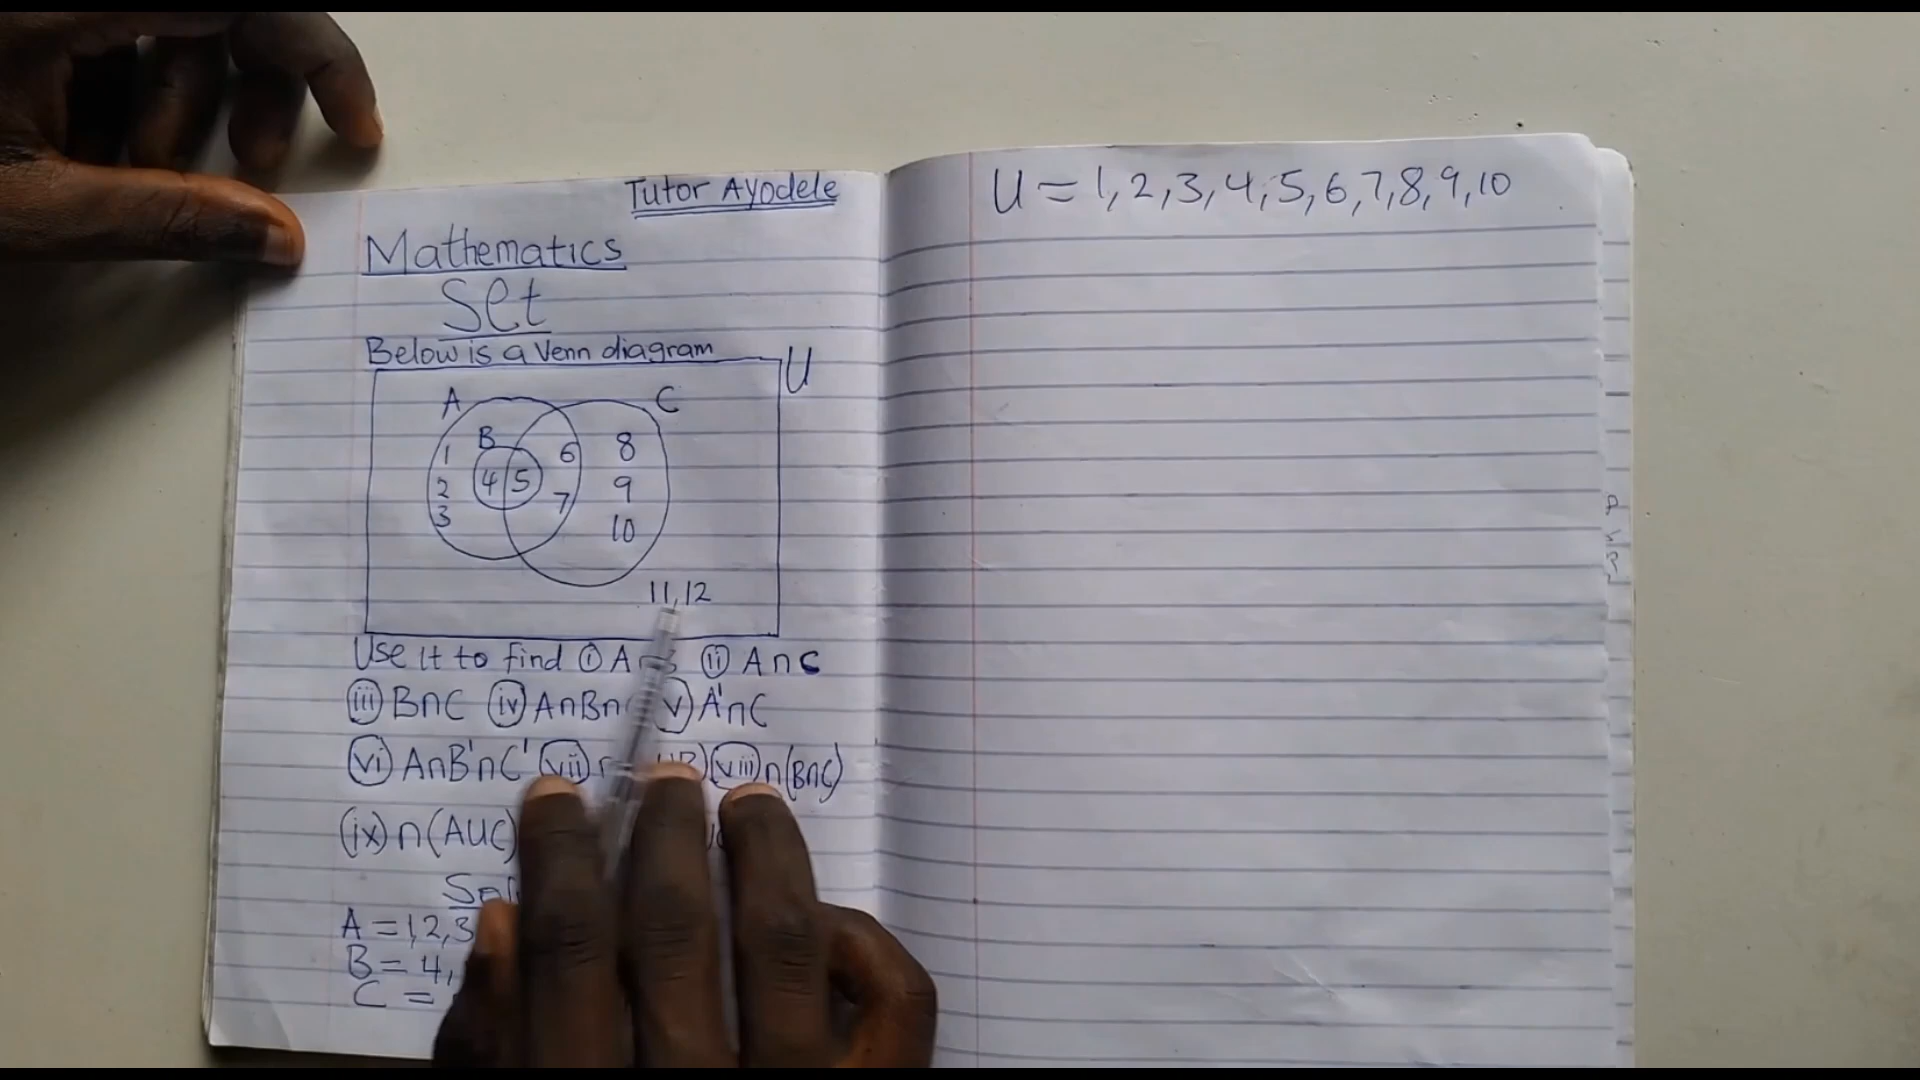 Tutor Ayodele
Mathematics
Set
Below is a Venn diagram
U
A C
B
1 6 8
4 5
2 7 9
3 10
11,12
Use it to find (i) A (ii) A∩C
(iii) B∩C (iv) A∩B∩ (v) A'∩C
(vi) A∩B'∩C' (vii) (viii) n(B∩C)
(ix) n(AUC)
A = 1,2,3
B = 4,
C =
U = 1,2,3,4,5,6,7,8,9,10